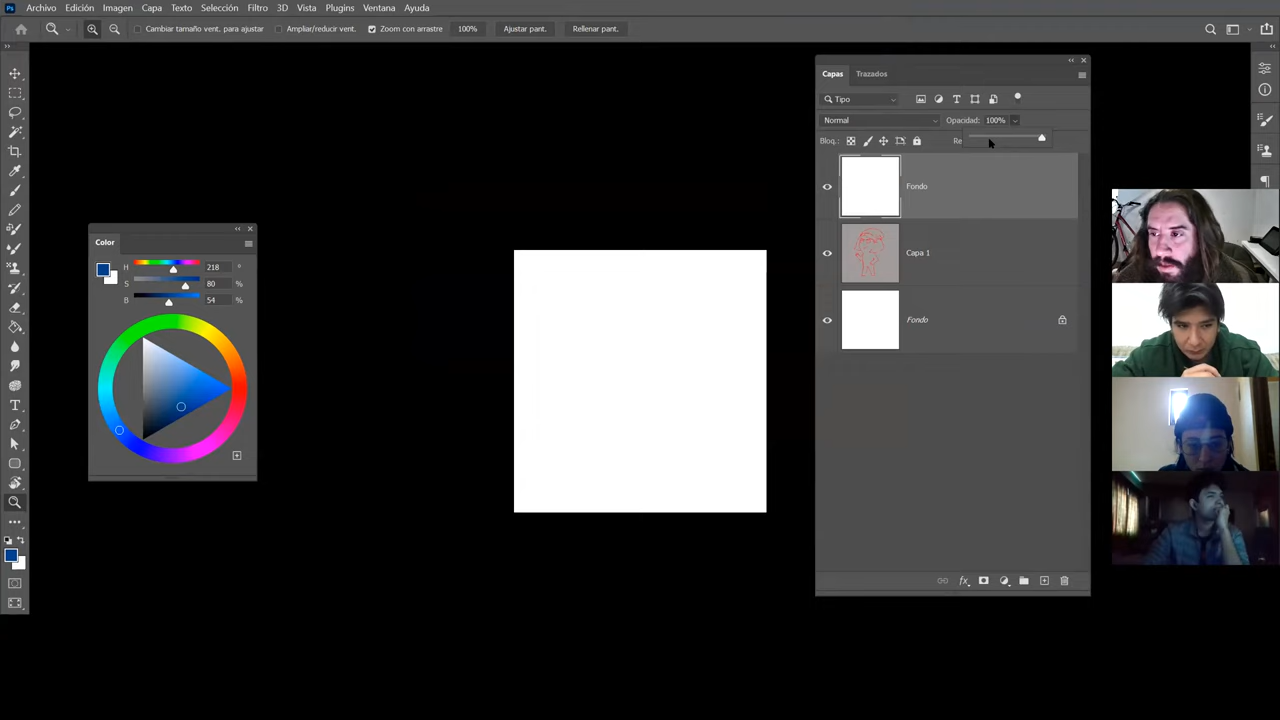 Ps Archivo Edición Imagen Capa Texto Selección Filtro 3D Vista Plugins Ventana Ayuda
Cambiar tamaño vent. para ajustar Ampliar/reducir vent. Zoom con arrastre 100% Ajustar pant. Rellenar pant.
Capas Trazados
Tipo
Normal Opacidad: 100%
Bloq.: Re
Fondo
Capa 1
Fondo
Color
H 218 °
S 80 %
B 54 %
T
fx